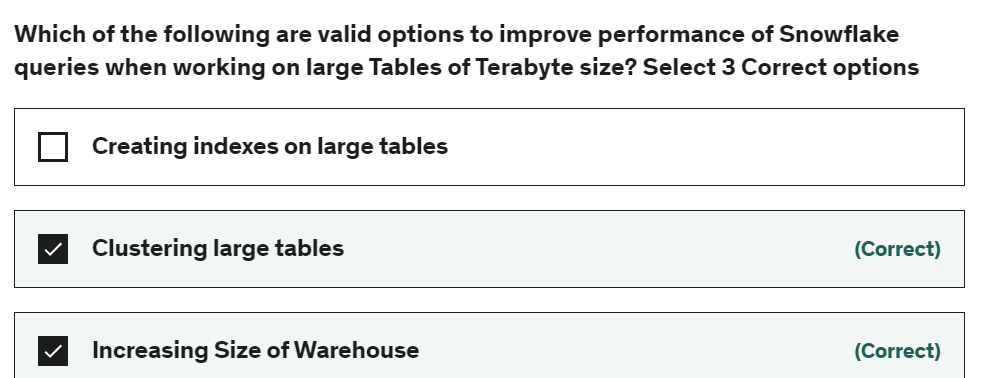 Which of the following are valid options to improve performance of Snowflake
queries when working on large Tables of Terabyte size? Select 3 Correct options
Creating indexes on large tables
Clustering large tables (Correct)
Increasing Size of Warehouse (Correct)